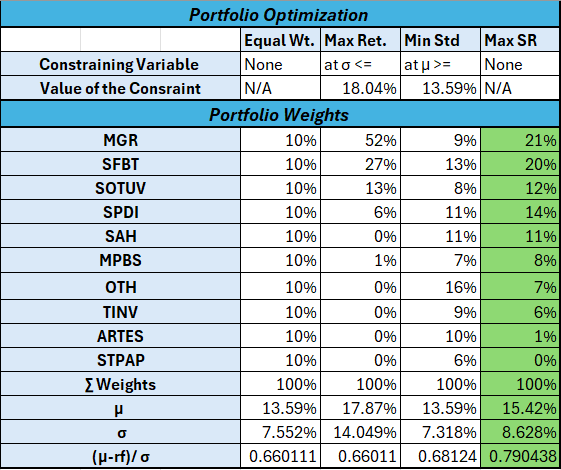 Portfolio Optimization
Equal Wt. Max Ret. Min Std Max SR
Constraining Variable None at σ <= at μ >= None
Value of the Consraint N/A 18.04% 13.59% N/A
Portfolio Weights
MGR 10% 52% 9% 21%
SFBT 10% 27% 13% 20%
SOTUV 10% 13% 8% 12%
SPDI 10% 6% 11% 14%
SAH 10% 0% 11% 11%
MPBS 10% 1% 7% 8%
OTH 10% 0% 16% 7%
TINV 10% 0% 9% 6%
ARTES 10% 0% 10% 1%
STPAP 10% 0% 6% 0%
∑ Weights 100% 100% 100% 100%
μ 13.59% 17.87% 13.59% 15.42%
σ 7.552% 14.049% 7.318% 8.628%
(μ-rf)/ σ 0.660111 0.66011 0.68124 0.790438